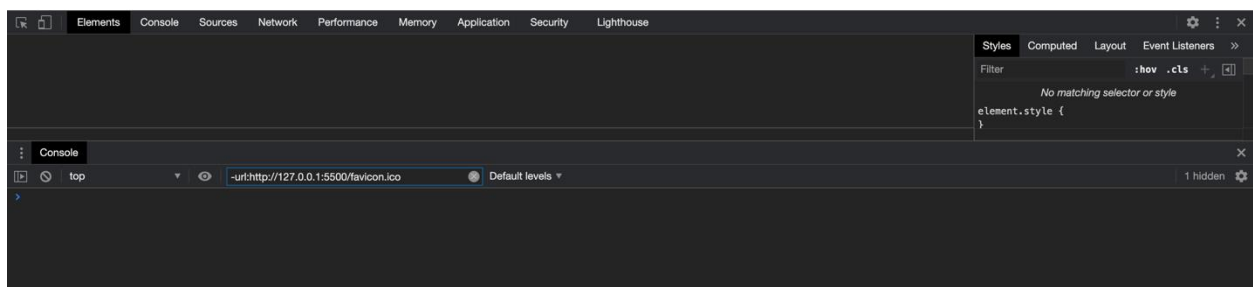 Elements Console Sources Network Performance Memory Application Security Lighthouse
Styles Computed Layout Event Listeners »
Filter :hov .cls +
No matching selector or style
element.style {
}
Console
top -url:http://127.0.0.1:5500/favicon.ico Default levels 1 hidden
>